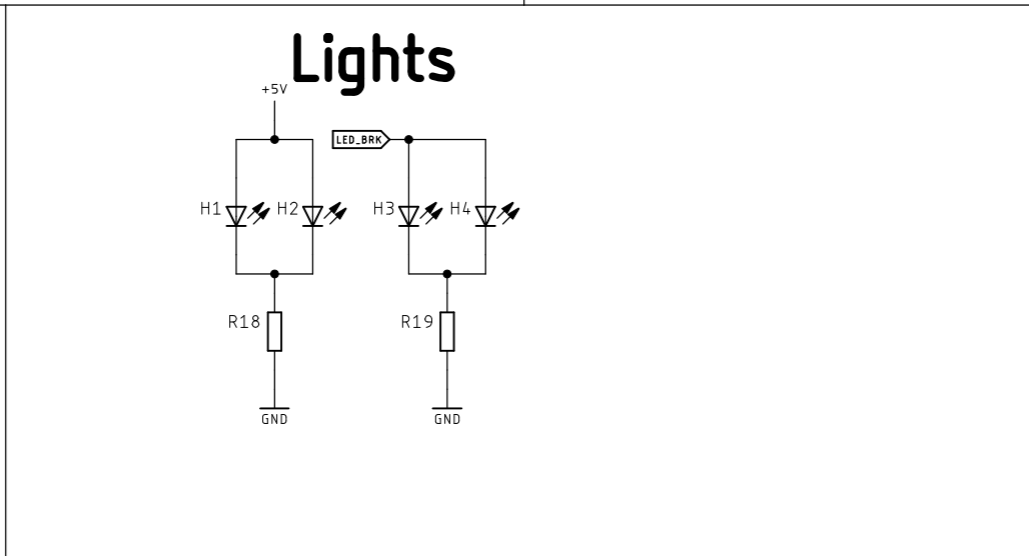 Lights
+5V
LED_BRK
H1 H2 H3 H4
R18 R19
GND GND